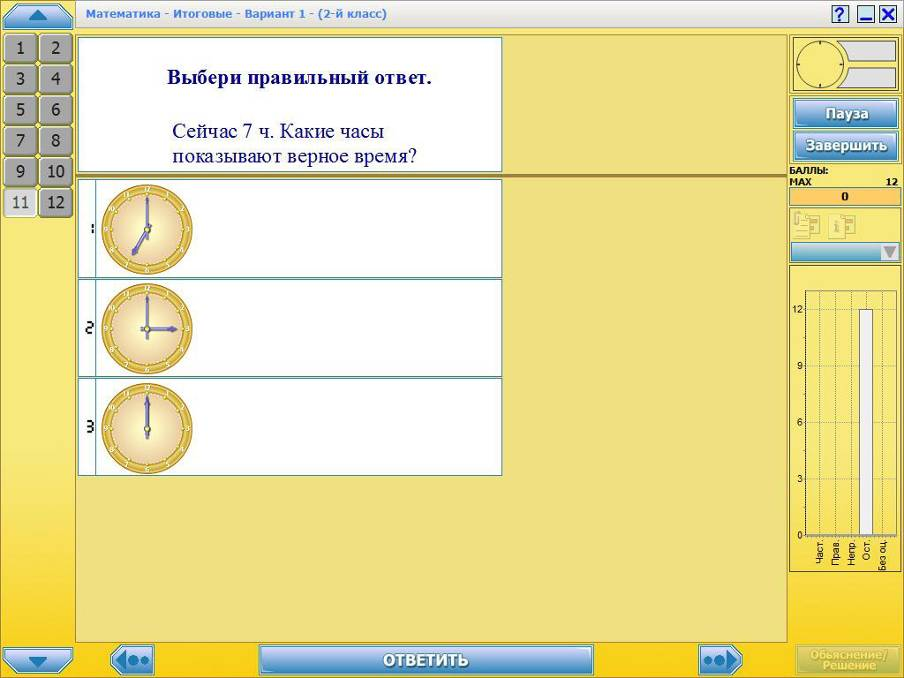 Математика - Итоговые - Вариант 1 - (2-й класс)
?
1 2
3 4
5 6
7 8
9 10
11 12
Выбери правильный ответ.
Сейчас 7 ч. Какие часы
показывают верное время?
1
2
3
Пауза
Завершить
БАЛЛЫ:
MAX 12
0
12
9
6
3
0
Част.
Прав.
Непр.
Ост.
Без оц.
ОТВЕТИТЬ
Объяснение/
Решение